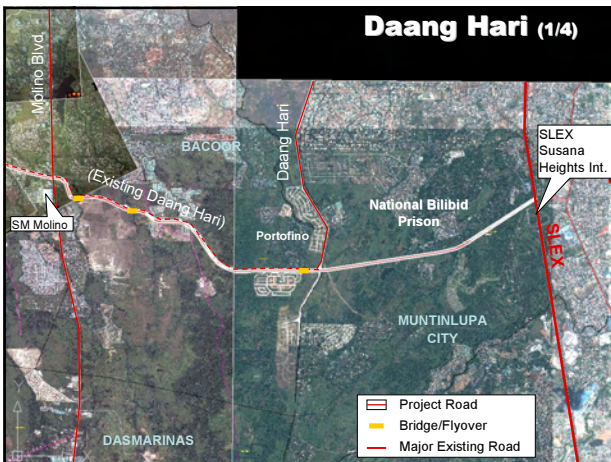 Daang Hari (1/4)
Molino Blvd.
BACOOR
Daang Hari
SLEX
Susana
Heights Int.
(Existing Daang Hari)
National Bilibid
Prison
SM Molino
Portofino
SLEX
MUNTINLUPA
CITY
Project Road
Bridge/Flyover
Major Existing Road
DASMARINAS